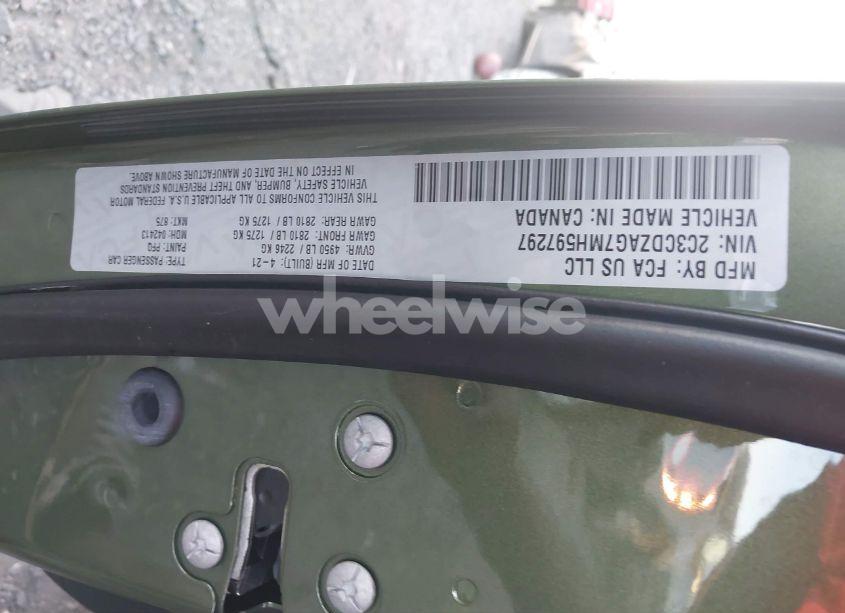 MFD BY: FCA US LLC
DATE OF MFR (BUILT): 4-21
TYPE: PASSENGER CAR
VIN: 2C3CDZAG7MH597297
GVWR: 4950 LB / 2246 KG
PAINT: PFQ
VEHICLE MADE IN: CANADA
GAWR FRONT: 2810 LB / 1275 KG
MDH: 042413
GAWR REAR: 2810 LB / 1275 KG
MKT: 875
THIS VEHICLE CONFORMS TO ALL APPLICABLE U.S.A. FEDERAL MOTOR
VEHICLE SAFETY, BUMPER, AND THEFT PREVENTION STANDARDS
IN EFFECT ON THE DATE OF MANUFACTURE SHOWN ABOVE.
wheelwise